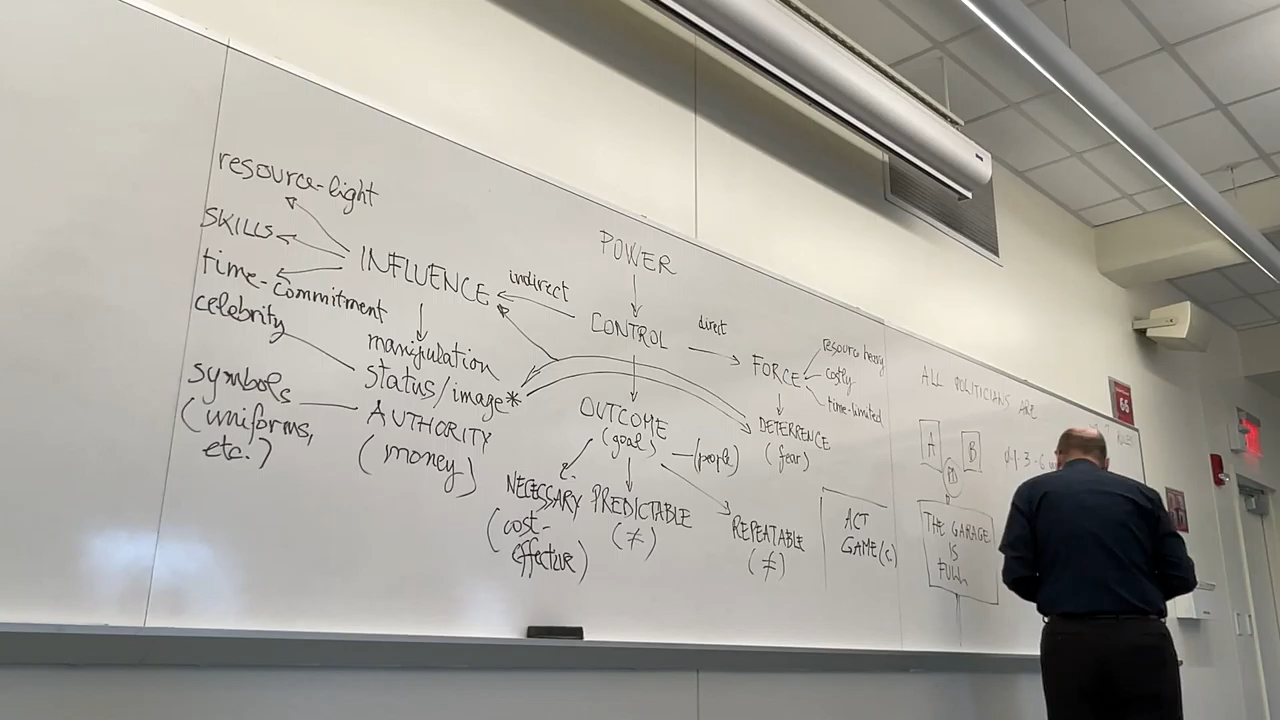 POWER
resource-light
SKILLS
time-commitment
celebrity
symbols
(uniforms,
etc.)
INFLUENCE
indirect
manipulation
status/image*
AUTHORITY
(money)
CONTROL
direct
FORCE
resource heavy
costly
time-limited
DETERRENCE
(fear)
OUTCOME
(goal)
(people)
NECESSARY
(cost-
effective)
PREDICTABLE
(≠)
REPEATABLE
(≠)
ACT
GAME(s)
ALL POLITICIANS ARE
A
B
THE GARAGE
IS
FULL
66